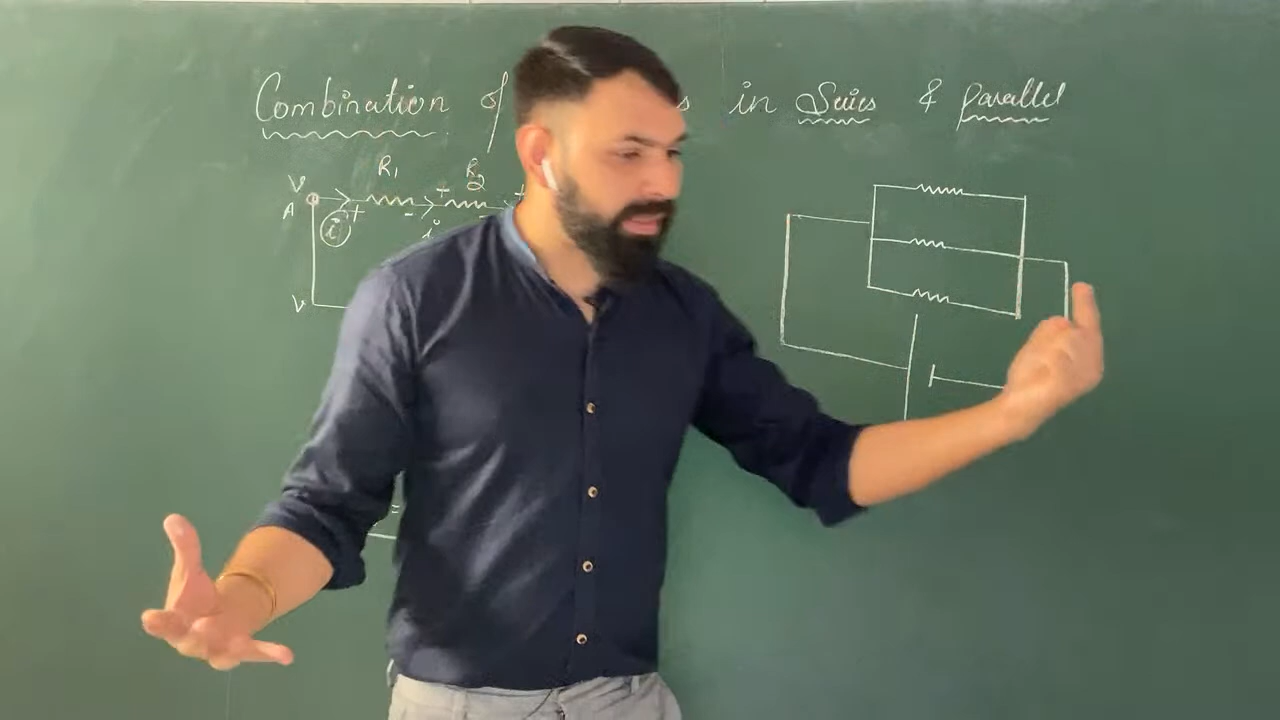 Combination of s in Series & parallel
R1 R2
V
A i + - + i +
V
=